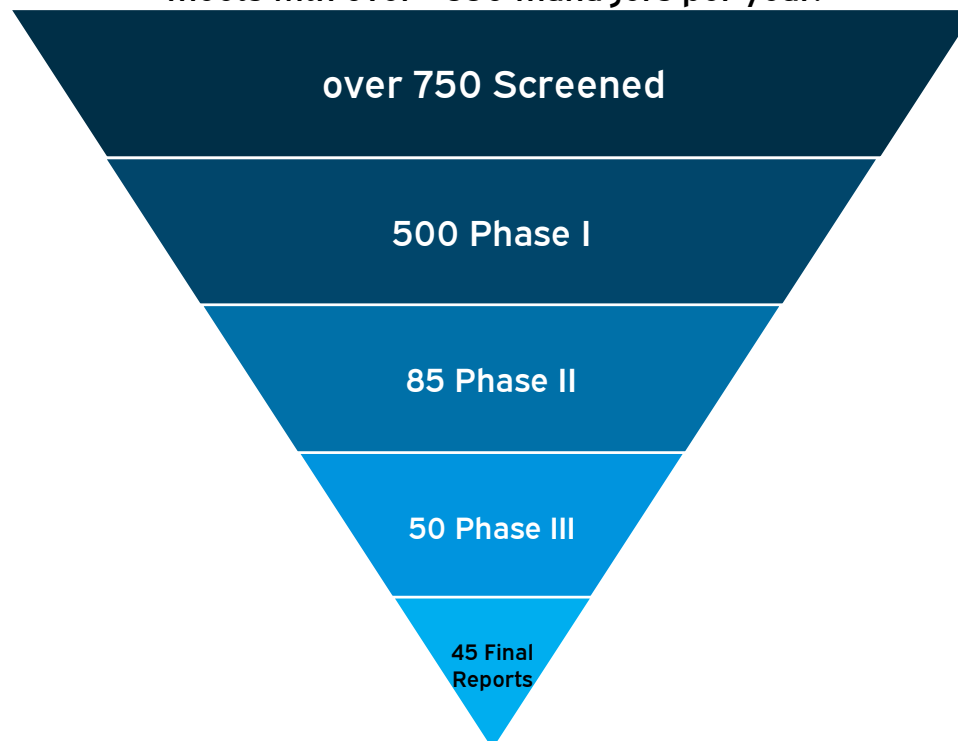 over 750 Screened
500 Phase I
85 Phase II
50 Phase III
45 Final
Reports